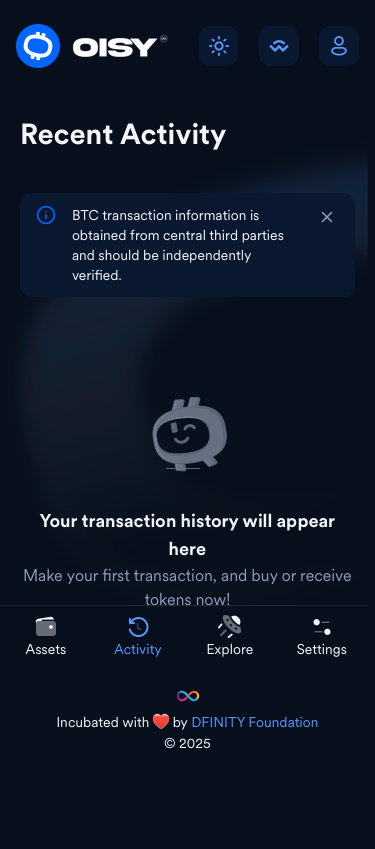 OISY
Recent Activity
BTC transaction information is
obtained from central third parties
and should be independently
verified.
Your transaction history will appear
here
Make your first transaction, and buy or receive
tokens now!
Assets
Activity
Explore
Settings
Incubated with ❤️ by DFINITY Foundation
© 2025